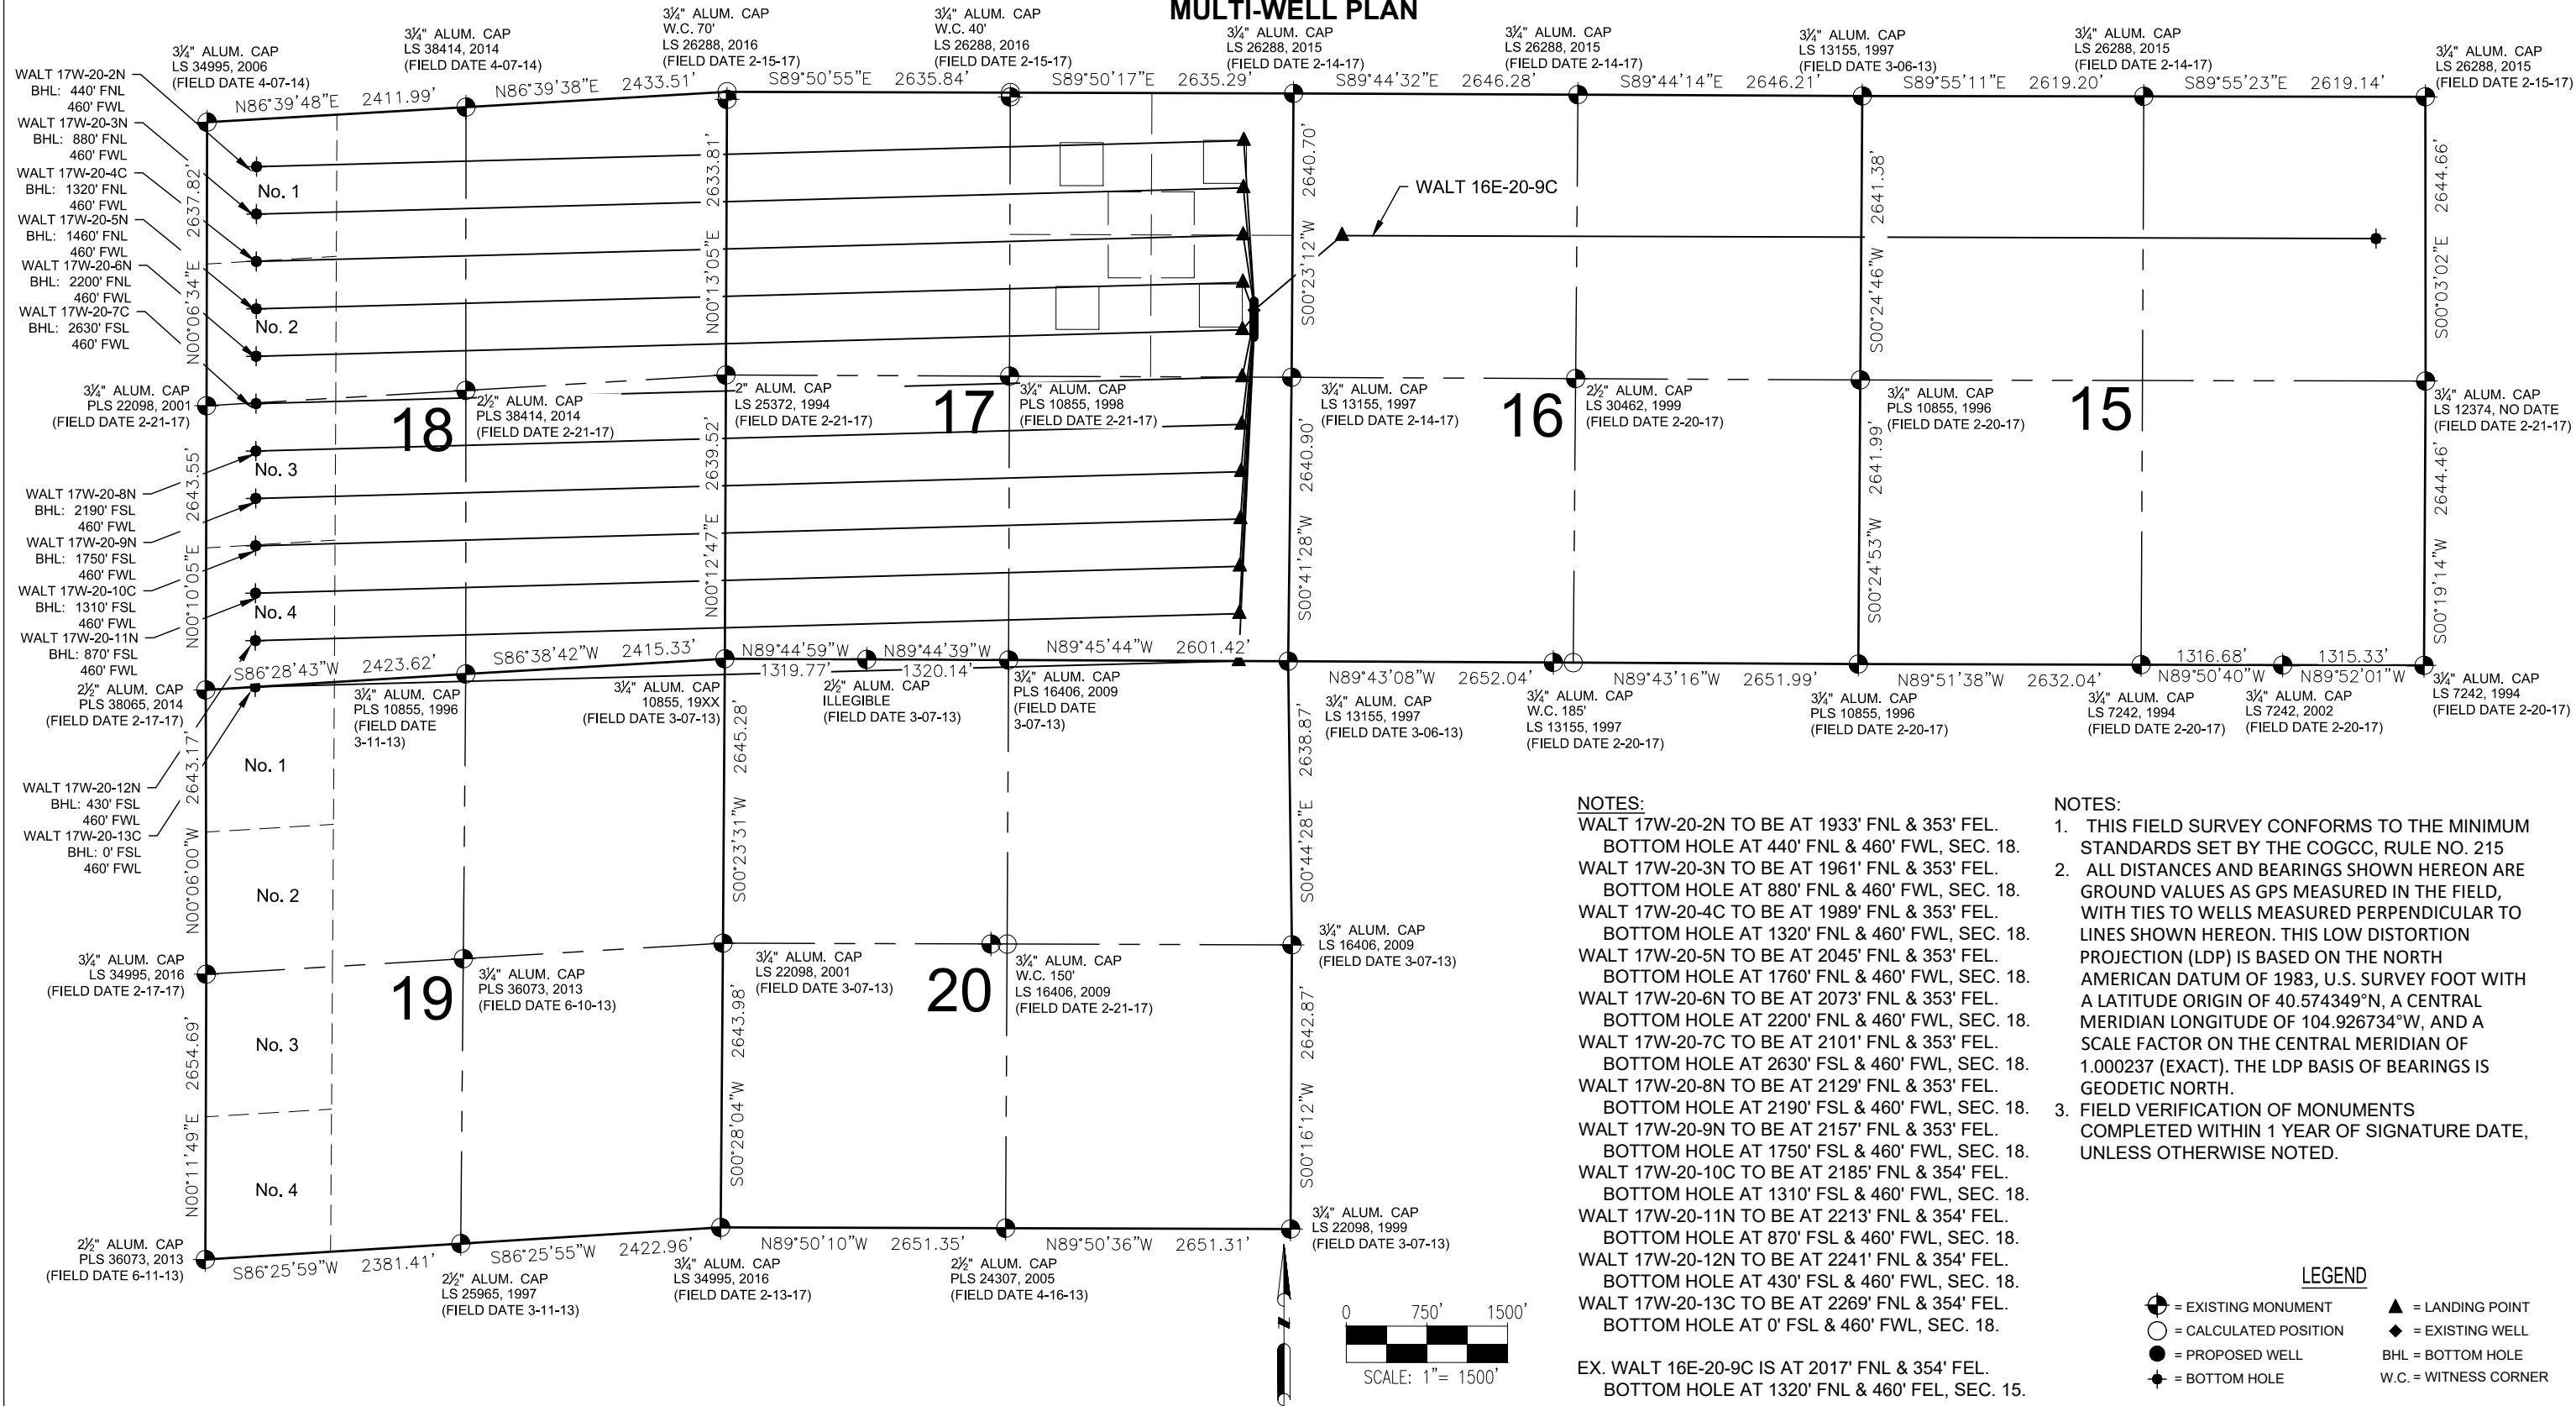 MULTI-WELL PLAN
3¼" ALUM. CAP
LS 34995, 2006
(FIELD DATE 4-07-14)
3¼" ALUM. CAP
LS 38414, 2014
(FIELD DATE 4-07-14)
3¼" ALUM. CAP
W.C. 70'
LS 26288, 2016
(FIELD DATE 2-15-17)
3¼" ALUM. CAP
W.C. 40'
LS 26288, 2016
(FIELD DATE 2-15-17)
3¼" ALUM. CAP
LS 26288, 2015
(FIELD DATE 2-14-17)
3¼" ALUM. CAP
LS 26288, 2015
(FIELD DATE 2-14-17)
3¼" ALUM. CAP
LS 13155, 1997
(FIELD DATE 3-06-13)
3¼" ALUM. CAP
LS 26288, 2015
(FIELD DATE 2-14-17)
3¼" ALUM. CAP
LS 26288, 2015
(FIELD DATE 2-15-17)
N86°39'48"E 2411.99'
N86°39'38"E 2433.51'
S89°50'55"E 2635.84'
S89°50'17"E 2635.29'
S89°44'32"E 2646.28'
S89°44'14"E 2646.21'
S89°55'11"E 2619.20'
S89°55'23"E 2619.14'
WALT 17W-20-2N
BHL: 440' FNL
460' FWL
WALT 17W-20-3N
BHL: 880' FNL
460' FWL
WALT 17W-20-4C
BHL: 1320' FNL
460' FWL
WALT 17W-20-5N
BHL: 1460' FNL
460' FWL
WALT 17W-20-6N
BHL: 2200' FNL
460' FWL
WALT 17W-20-7C
BHL: 2630' FSL
460' FWL
N00°06'34"E 2637.82'
No. 1
No. 2
N00°13'05"E 2633.81'
S00°23'12"W 2640.70'
WALT 16E-20-9C
S00°24'46"W 2641.38'
S00°03'02"E 2644.66'
3¼" ALUM. CAP
PLS 22098, 2001
(FIELD DATE 2-21-17)
18
2½" ALUM. CAP
PLS 38414, 2014
(FIELD DATE 2-21-17)
2" ALUM. CAP
LS 25372, 1994
(FIELD DATE 2-21-17)
17
3¼" ALUM. CAP
PLS 10855, 1998
(FIELD DATE 2-21-17)
3¼" ALUM. CAP
LS 13155, 1997
(FIELD DATE 2-14-17)
16
2½" ALUM. CAP
LS 30462, 1999
(FIELD DATE 2-20-17)
3¼" ALUM. CAP
PLS 10855, 1996
(FIELD DATE 2-20-17)
15
3¼" ALUM. CAP
LS 12374, NO DATE
(FIELD DATE 2-21-17)
WALT 17W-20-8N
BHL: 2190' FSL
460' FWL
WALT 17W-20-9N
BHL: 1750' FSL
460' FWL
WALT 17W-20-10C
BHL: 1310' FSL
460' FWL
WALT 17W-20-11N
BHL: 870' FSL
460' FWL
N00°10'05"E 2643.55'
No. 3
No. 4
N00°12'47"E 2639.52'
S00°41'28"W 2640.90'
S00°24'53"W 2641.99'
S00°19'14"W 2644.46'
S86°28'43"W 2423.62'
S86°38'42"W 2415.33'
N89°44'59"W
1319.77'
N89°44'39"W
1320.14'
N89°45'44"W 2601.42'
N89°43'08"W 2652.04'
N89°43'16"W 2651.99'
N89°51'38"W 2632.04'
1316.68'
N89°50'40"W
1315.33'
N89°52'01"W
2½" ALUM. CAP
PLS 38065, 2014
(FIELD DATE 2-17-17)
3¼" ALUM. CAP
PLS 10855, 1996
(FIELD DATE
3-11-13)
3¼" ALUM. CAP
10855, 19XX
(FIELD DATE 3-07-13)
2½" ALUM. CAP
ILLEGIBLE
(FIELD DATE 3-07-13)
3¼" ALUM. CAP
PLS 16406, 2009
(FIELD DATE
3-07-13)
3¼" ALUM. CAP
LS 13155, 1997
(FIELD DATE 3-06-13)
3¼" ALUM. CAP
W.C. 185'
LS 13155, 1997
(FIELD DATE 2-20-17)
3¼" ALUM. CAP
PLS 10855, 1996
(FIELD DATE 2-20-17)
3¼" ALUM. CAP
LS 7242, 1994
(FIELD DATE 2-20-17)
3¼" ALUM. CAP
LS 7242, 2002
(FIELD DATE 2-20-17)
3¼" ALUM. CAP
LS 7242, 1994
(FIELD DATE 2-20-17)
WALT 17W-20-12N
BHL: 430' FSL
460' FWL
WALT 17W-20-13C
BHL: 0' FSL
460' FWL
N00°06'00"W 2643.17'
No. 1
No. 2
No. 3
No. 4
S00°23'31"W 2645.28'
S00°44'28"E 2638.87'
3¼" ALUM. CAP
LS 34995, 2016
(FIELD DATE 2-17-17)
19
3¼" ALUM. CAP
PLS 36073, 2013
(FIELD DATE 6-10-13)
3¼" ALUM. CAP
LS 22098, 2001
(FIELD DATE 3-07-13)
20
3¼" ALUM. CAP
W.C. 150'
LS 16406, 2009
(FIELD DATE 2-21-17)
3¼" ALUM. CAP
LS 16406, 2009
(FIELD DATE 3-07-13)
N00°11'49"E 2654.69'
S00°28'04"W 2643.98'
S00°16'12"W 2642.87'
2½" ALUM. CAP
PLS 36073, 2013
(FIELD DATE 6-11-13)
S86°25'59"W 2381.41'
S86°25'55"W 2422.96'
N89°50'10"W 2651.35'
N89°50'36"W 2651.31'
2½" ALUM. CAP
LS 25965, 1997
(FIELD DATE 3-11-13)
3¼" ALUM. CAP
LS 34995, 2016
(FIELD DATE 2-13-17)
2½" ALUM. CAP
PLS 24307, 2005
(FIELD DATE 4-16-13)
3¼" ALUM. CAP
LS 22098, 1999
(FIELD DATE 3-07-13)
N
0 750' 1500'
SCALE: 1"= 1500'
NOTES:
WALT 17W-20-2N TO BE AT 1933' FNL & 353' FEL.
BOTTOM HOLE AT 440' FNL & 460' FWL, SEC. 18.
WALT 17W-20-3N TO BE AT 1961' FNL & 353' FEL.
BOTTOM HOLE AT 880' FNL & 460' FWL, SEC. 18.
WALT 17W-20-4C TO BE AT 1989' FNL & 353' FEL.
BOTTOM HOLE AT 1320' FNL & 460' FWL, SEC. 18.
WALT 17W-20-5N TO BE AT 2045' FNL & 353' FEL.
BOTTOM HOLE AT 1760' FNL & 460' FWL, SEC. 18.
WALT 17W-20-6N TO BE AT 2073' FNL & 353' FEL.
BOTTOM HOLE AT 2200' FNL & 460' FWL, SEC. 18.
WALT 17W-20-7C TO BE AT 2101' FNL & 353' FEL.
BOTTOM HOLE AT 2630' FSL & 460' FWL, SEC. 18.
WALT 17W-20-8N TO BE AT 2129' FNL & 353' FEL.
BOTTOM HOLE AT 2190' FSL & 460' FWL, SEC. 18.
WALT 17W-20-9N TO BE AT 2157' FNL & 353' FEL.
BOTTOM HOLE AT 1750' FSL & 460' FWL, SEC. 18.
WALT 17W-20-10C TO BE AT 2185' FNL & 354' FEL.
BOTTOM HOLE AT 1310' FSL & 460' FWL, SEC. 18.
WALT 17W-20-11N TO BE AT 2213' FNL & 354' FEL.
BOTTOM HOLE AT 870' FSL & 460' FWL, SEC. 18.
WALT 17W-20-12N TO BE AT 2241' FNL & 354' FEL.
BOTTOM HOLE AT 430' FSL & 460' FWL, SEC. 18.
WALT 17W-20-13C TO BE AT 2269' FNL & 354' FEL.
BOTTOM HOLE AT 0' FSL & 460' FWL, SEC. 18.
EX. WALT 16E-20-9C IS AT 2017' FNL & 354' FEL.
BOTTOM HOLE AT 1320' FNL & 460' FEL, SEC. 15.
NOTES:
1. THIS FIELD SURVEY CONFORMS TO THE MINIMUM
STANDARDS SET BY THE COGCC, RULE NO. 215
2. ALL DISTANCES AND BEARINGS SHOWN HEREON ARE
GROUND VALUES AS GPS MEASURED IN THE FIELD,
WITH TIES TO WELLS MEASURED PERPENDICULAR TO
LINES SHOWN HEREON. THIS LOW DISTORTION
PROJECTION (LDP) IS BASED ON THE NORTH
AMERICAN DATUM OF 1983, U.S. SURVEY FOOT WITH
A LATITUDE ORIGIN OF 40.574349°N, A CENTRAL
MERIDIAN LONGITUDE OF 104.926734°W, AND A
SCALE FACTOR ON THE CENTRAL MERIDIAN OF
1.000237 (EXACT). THE LDP BASIS OF BEARINGS IS
GEODETIC NORTH.
3. FIELD VERIFICATION OF MONUMENTS
COMPLETED WITHIN 1 YEAR OF SIGNATURE DATE,
UNLESS OTHERWISE NOTED.
LEGEND
= EXISTING MONUMENT
= CALCULATED POSITION
= PROPOSED WELL
= BOTTOM HOLE
= LANDING POINT
= EXISTING WELL
BHL = BOTTOM HOLE
W.C. = WITNESS CORNER